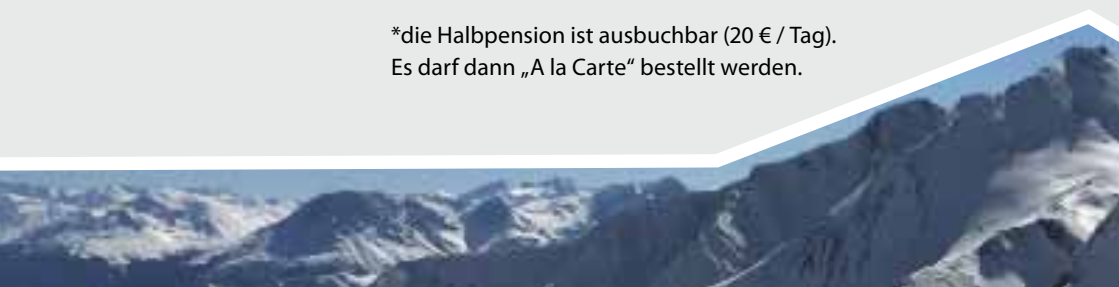 *die Halbpension ist ausbuchbar (20 € / Tag).
Es darf dann „A la Carte“ bestellt werden.